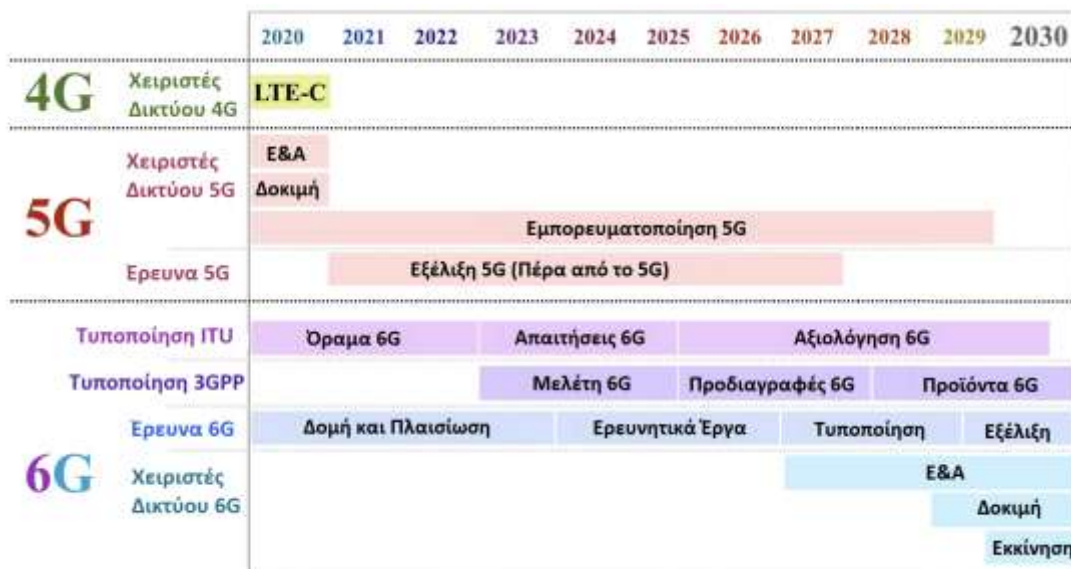 2020 2021 2022 2023 2024 2025 2026 2027 2028 2029 2030
4G
Χειριστές
Δικτύου 4G
LTE-C
5G
Χειριστές
Δικτύου 5G
Ε&Α
Δοκιμή
Εμπορευματοποίηση 5G
Έρευνα 5G
Εξέλιξη 5G (Πέρα από το 5G)
6G
Τυποποίηση ITU
Όραμα 6G
Απαιτήσεις 6G
Αξιολόγηση 6G
Τυποποίηση 3GPP
Μελέτη 6G
Προδιαγραφές 6G
Προϊόντα 6G
Έρευνα 6G
Δομή και Πλαισίωση
Ερευνητικά Έργα
Τυποποίηση
Εξέλιξη
Χειριστές
Δικτύου 6G
Ε&Α
Δοκιμή
Εκκίνηση